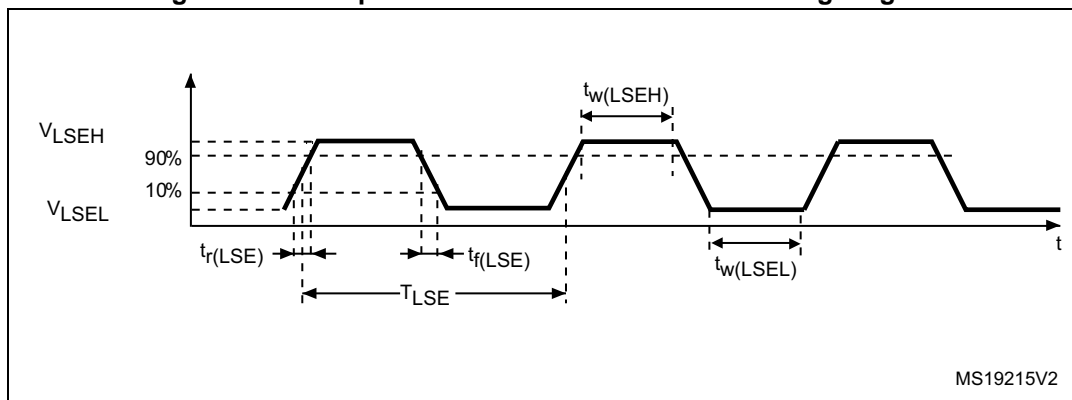 tw(LSEH)
VLSEH
90%
10%
VLSEL
t
tr(LSE)
tf(LSE)
tw(LSEL)
TLSE
MS19215V2